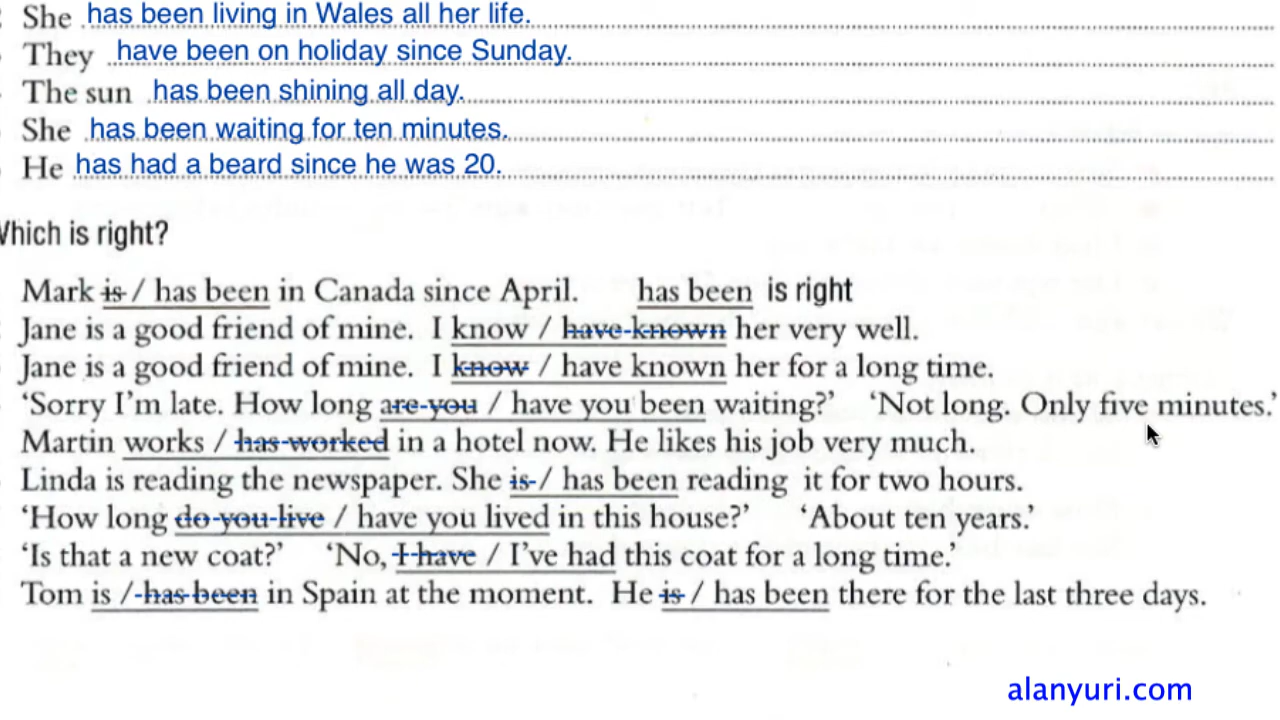 She has been living in Wales all her life.
They have been on holiday since Sunday.
The sun has been shining all day.
She has been waiting for ten minutes.
He has had a beard since he was 20.
Which is right?
Mark is / has been in Canada since April. has been is right
Jane is a good friend of mine. I know / have known her very well.
Jane is a good friend of mine. I know / have known her for a long time.
‘Sorry I’m late. How long are you / have you been waiting?’ ‘Not long. Only five minutes.’
Martin works / has worked in a hotel now. He likes his job very much.
Linda is reading the newspaper. She is / has been reading it for two hours.
‘How long do you live / have you lived in this house?’ ‘About ten years.’
‘Is that a new coat?’ ‘No, I have / I’ve had this coat for a long time.’
Tom is / has been in Spain at the moment. He is / has been there for the last three days.
alanyuri.com